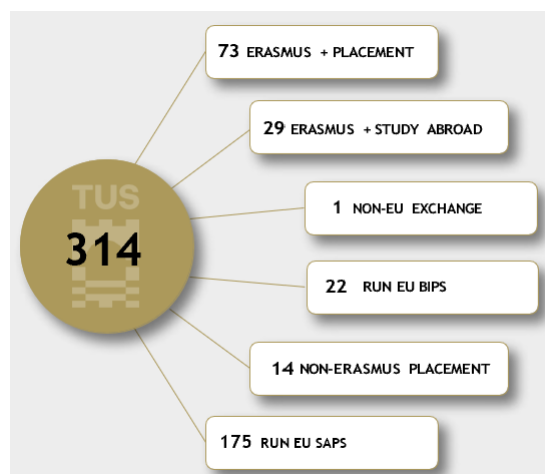 73 ERASMUS + PLACEMENT
29 ERASMUS + STUDY ABROAD
TUS
314
1 NON-EU EXCHANGE
22 RUN EU BIPS
14 NON-ERASMUS PLACEMENT
175 RUN EU SAPS